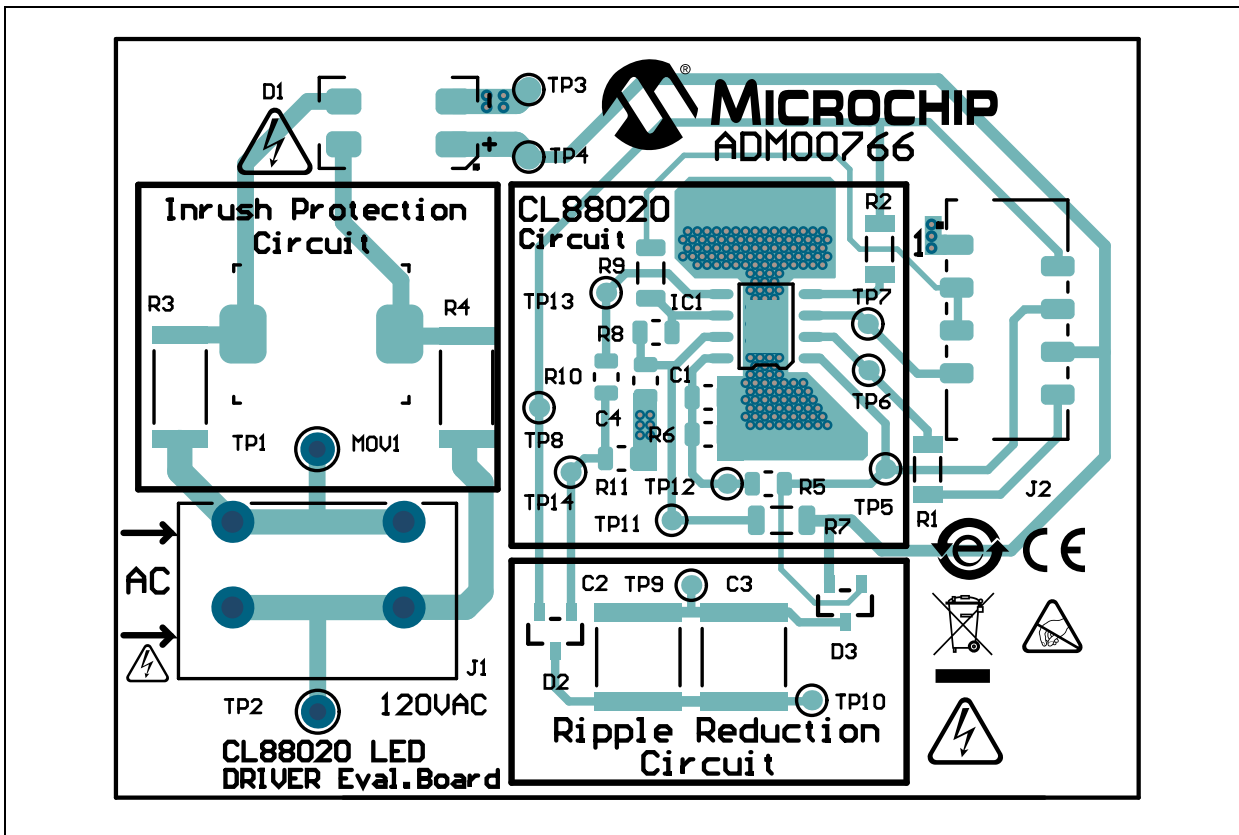 D1
TP3
TP4
®
MICROCHIP
ADM00766
Inrush Protection
Circuit
R3
R4
TP1
MOV1
CL88020
Circuit
R2
1
R9
TP13
IC1
TP7
R8
R10
C1
TP6
C4
TP8
R6
R11
TP12
R5
TP14
TP5
TP11
R7
R1
J2
AC
J1
TP2
120VAC
CL88020 LED
DRIVER Eval.Board
C2
TP9
C3
D2
D3
TP10
Ripple Reduction
Circuit
e
CE
- 
+